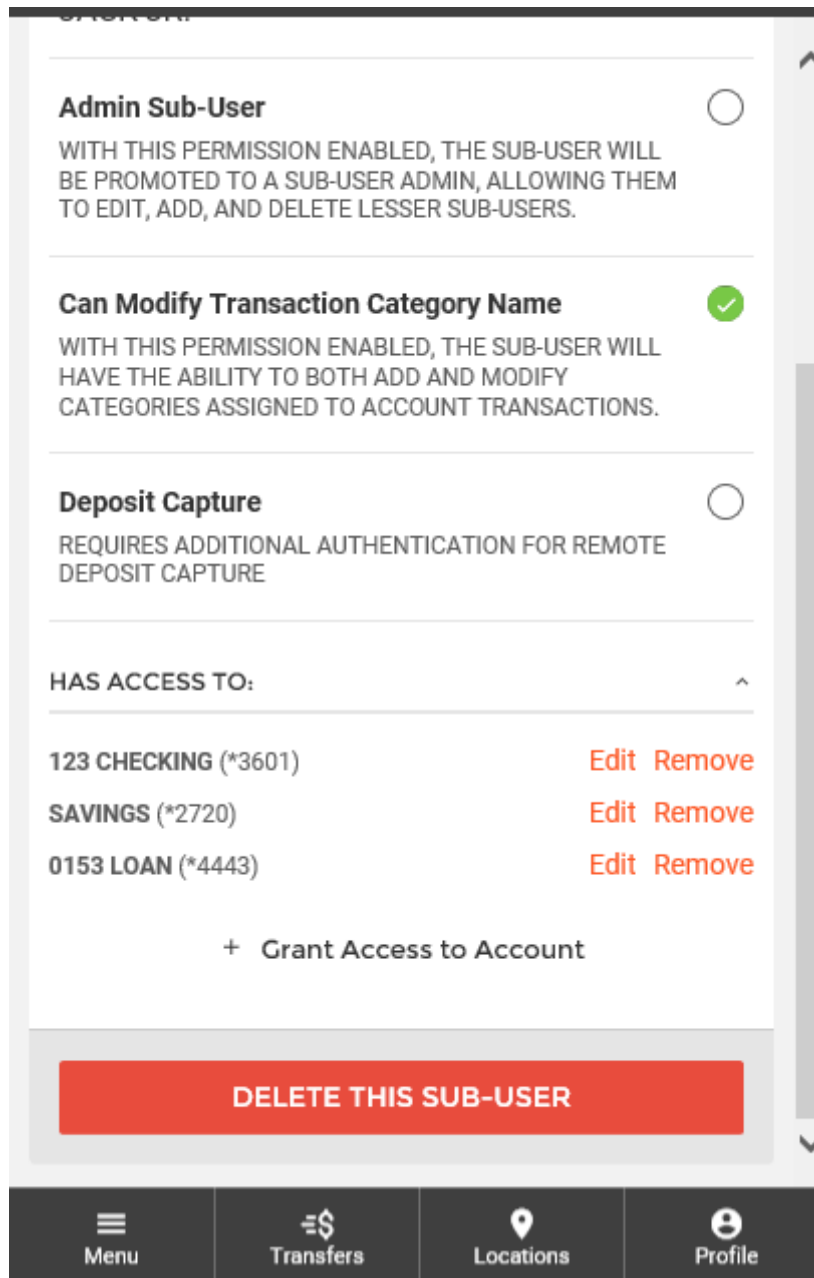 Admin Sub-User
WITH THIS PERMISSION ENABLED, THE SUB-USER WILL
BE PROMOTED TO A SUB-USER ADMIN, ALLOWING THEM
TO EDIT, ADD, AND DELETE LESSER SUB-USERS.
Can Modify Transaction Category Name
WITH THIS PERMISSION ENABLED, THE SUB-USER WILL
HAVE THE ABILITY TO BOTH ADD AND MODIFY
CATEGORIES ASSIGNED TO ACCOUNT TRANSACTIONS.
Deposit Capture
REQUIRES ADDITIONAL AUTHENTICATION FOR REMOTE
DEPOSIT CAPTURE
HAS ACCESS TO:
123 CHECKING (*3601) Edit Remove
SAVINGS (*2720) Edit Remove
0153 LOAN (*4443) Edit Remove
+ Grant Access to Account
DELETE THIS SUB-USER
Menu Transfers Locations Profile